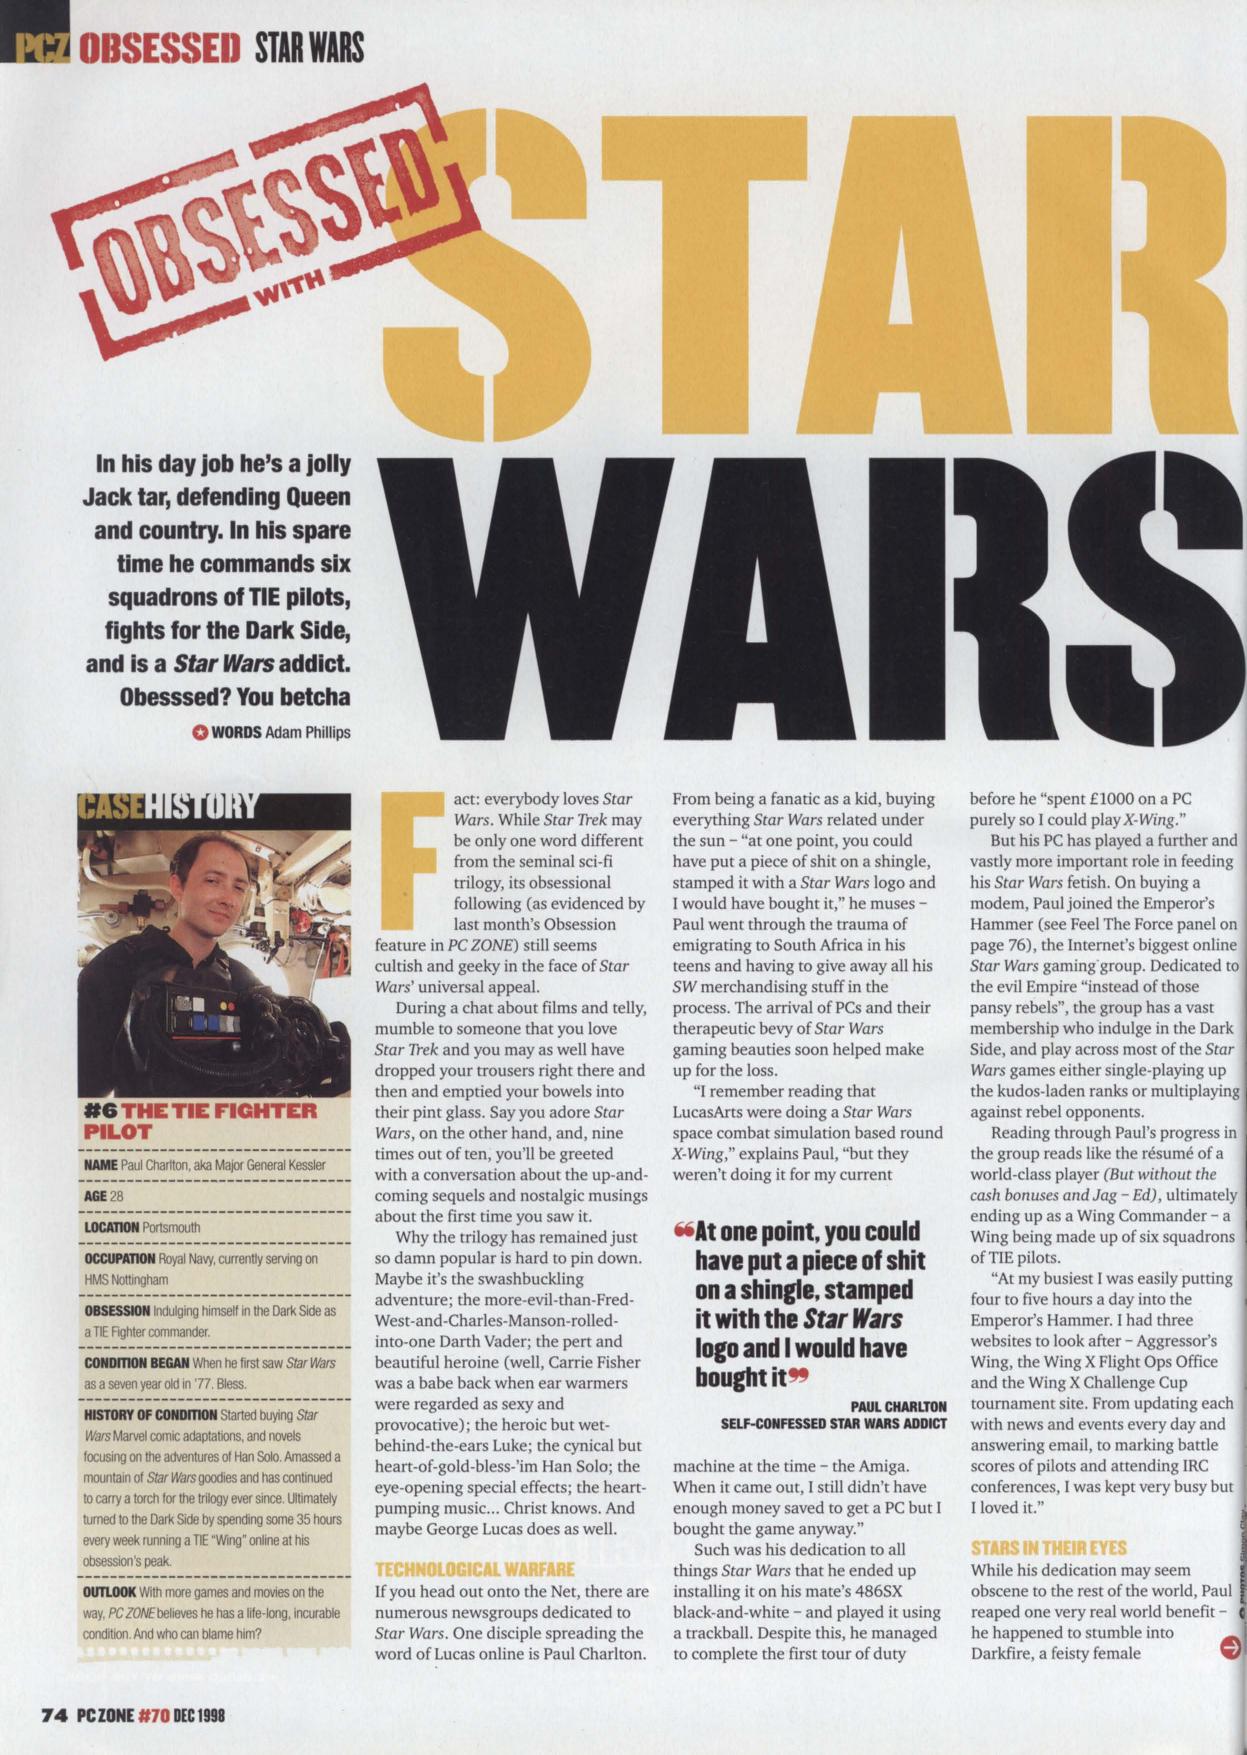 PCZ OBSESSED STAR WARS
OBSESSED
WITH
STAR
WARS
In his day job he's a jolly
Jack tar, defending Queen
and country. In his spare
time he commands six
squadrons of TIE pilots,
fights for the Dark Side,
and is a Star Wars addict.
Obesssed? You betcha
WORDS Adam Phillips
CASEHISTORY
#6 THE TIE FIGHTER
PILOT
NAME Paul Charlton, aka Major General Kessler
AGE 28
LOCATION Portsmouth
OCCUPATION Royal Navy, currently serving on
HMS Nottingham
OBSESSION Indulging himself in the Dark Side as
a TIE Fighter commander.
CONDITION BEGAN When he first saw Star Wars
as a seven year old in '77. Bless.
HISTORY OF CONDITION Started buying Star
Wars Marvel comic adaptations, and novels
focusing on the adventures of Han Solo. Amassed a
mountain of Star Wars goodies and has continued
to carry a torch for the trilogy ever since. Ultimately
turned to the Dark Side by spending some 35 hours
every week running a TIE "Wing" online at his
obsession's peak.
OUTLOOK With more games and movies on the
way, PC ZONE believes he has a life-long, incurable
condition. And who can blame him?
Fact: everybody loves Star
Wars. While Star Trek may
be only one word different
from the seminal sci-fi
trilogy, its obsessional
following (as evidenced by
last month's Obsession
feature in PC ZONE) still seems
cultish and geeky in the face of Star
Wars' universal appeal.
During a chat about films and telly,
mumble to someone that you love
Star Trek and you may as well have
dropped your trousers right there and
then and emptied your bowels into
their pint glass. Say you adore Star
Wars, on the other hand, and, nine
times out of ten, you'll be greeted
with a conversation about the up-and-
coming sequels and nostalgic musings
about the first time you saw it.
Why the trilogy has remained just
so damn popular is hard to pin down.
Maybe it's the swashbuckling
adventure; the more-evil-than-Fred-
West-and-Charles-Manson-rolled-
into-one Darth Vader; the pert and
beautiful heroine (well, Carrie Fisher
was a babe back when ear warmers
were regarded as sexy and
provocative); the heroic but wet-
behind-the-ears Luke; the cynical but
heart-of-gold-bless-'im Han Solo; the
eye-opening special effects; the heart-
pumping music... Christ knows. And
maybe George Lucas does as well.
TECHNOLOGICAL WARFARE
If you head out onto the Net, there are
numerous newsgroups dedicated to
Star Wars. One disciple spreading the
word of Lucas online is Paul Charlton.
From being a fanatic as a kid, buying
everything Star Wars related under
the sun – "at one point, you could
have put a piece of shit on a shingle,
stamped it with a Star Wars logo and
I would have bought it," he muses –
Paul went through the trauma of
emigrating to South Africa in his
teens and having to give away all his
SW merchandising stuff in the
process. The arrival of PCs and their
therapeutic bevy of Star Wars
gaming beauties soon helped make
up for the loss.
"I remember reading that
LucasArts were doing a Star Wars
space combat simulation based round
X-Wing," explains Paul, "but they
weren't doing it for my current
"At one point, you could
have put a piece of shit
on a shingle, stamped
it with the Star Wars
logo and I would have
bought it"
PAUL CHARLTON
SELF-CONFESSED STAR WARS ADDICT
machine at the time – the Amiga.
When it came out, I still didn't have
enough money saved to get a PC but I
bought the game anyway."
Such was his dedication to all
things Star Wars that he ended up
installing it on his mate's 486SX
black-and-white – and played it using
a trackball. Despite this, he managed
to complete the first tour of duty
before he "spent £1000 on a PC
purely so I could play X-Wing."
But his PC has played a further and
vastly more important role in feeding
his Star Wars fetish. On buying a
modem, Paul joined the Emperor's
Hammer (see Feel The Force panel on
page 76), the Internet's biggest online
Star Wars gaming group. Dedicated to
the evil Empire "instead of those
pansy rebels", the group has a vast
membership who indulge in the Dark
Side, and play across most of the Star
Wars games either single-playing up
the kudos-laden ranks or multiplaying
against rebel opponents.
Reading through Paul's progress in
the group reads like the résumé of a
world-class player (But without the
cash bonuses and Jag – Ed), ultimately
ending up as a Wing Commander – a
Wing being made up of six squadrons
of TIE pilots.
"At my busiest I was easily putting
four to five hours a day into the
Emperor's Hammer. I had three
websites to look after – Aggressor's
Wing, the Wing X Flight Ops Office
and the Wing X Challenge Cup
tournament site. From updating each
with news and events every day and
answering email, to marking battle
scores of pilots and attending IRC
conferences, I was kept very busy but
I loved it."
STARS IN THEIR EYES
While his dedication may seem
obscene to the rest of the world, Paul
reaped one very real world benefit –
he happened to stumble into
Darkfire, a feisty female
PHOTOS Simon
74 PC ZONE #70 DEC 1998